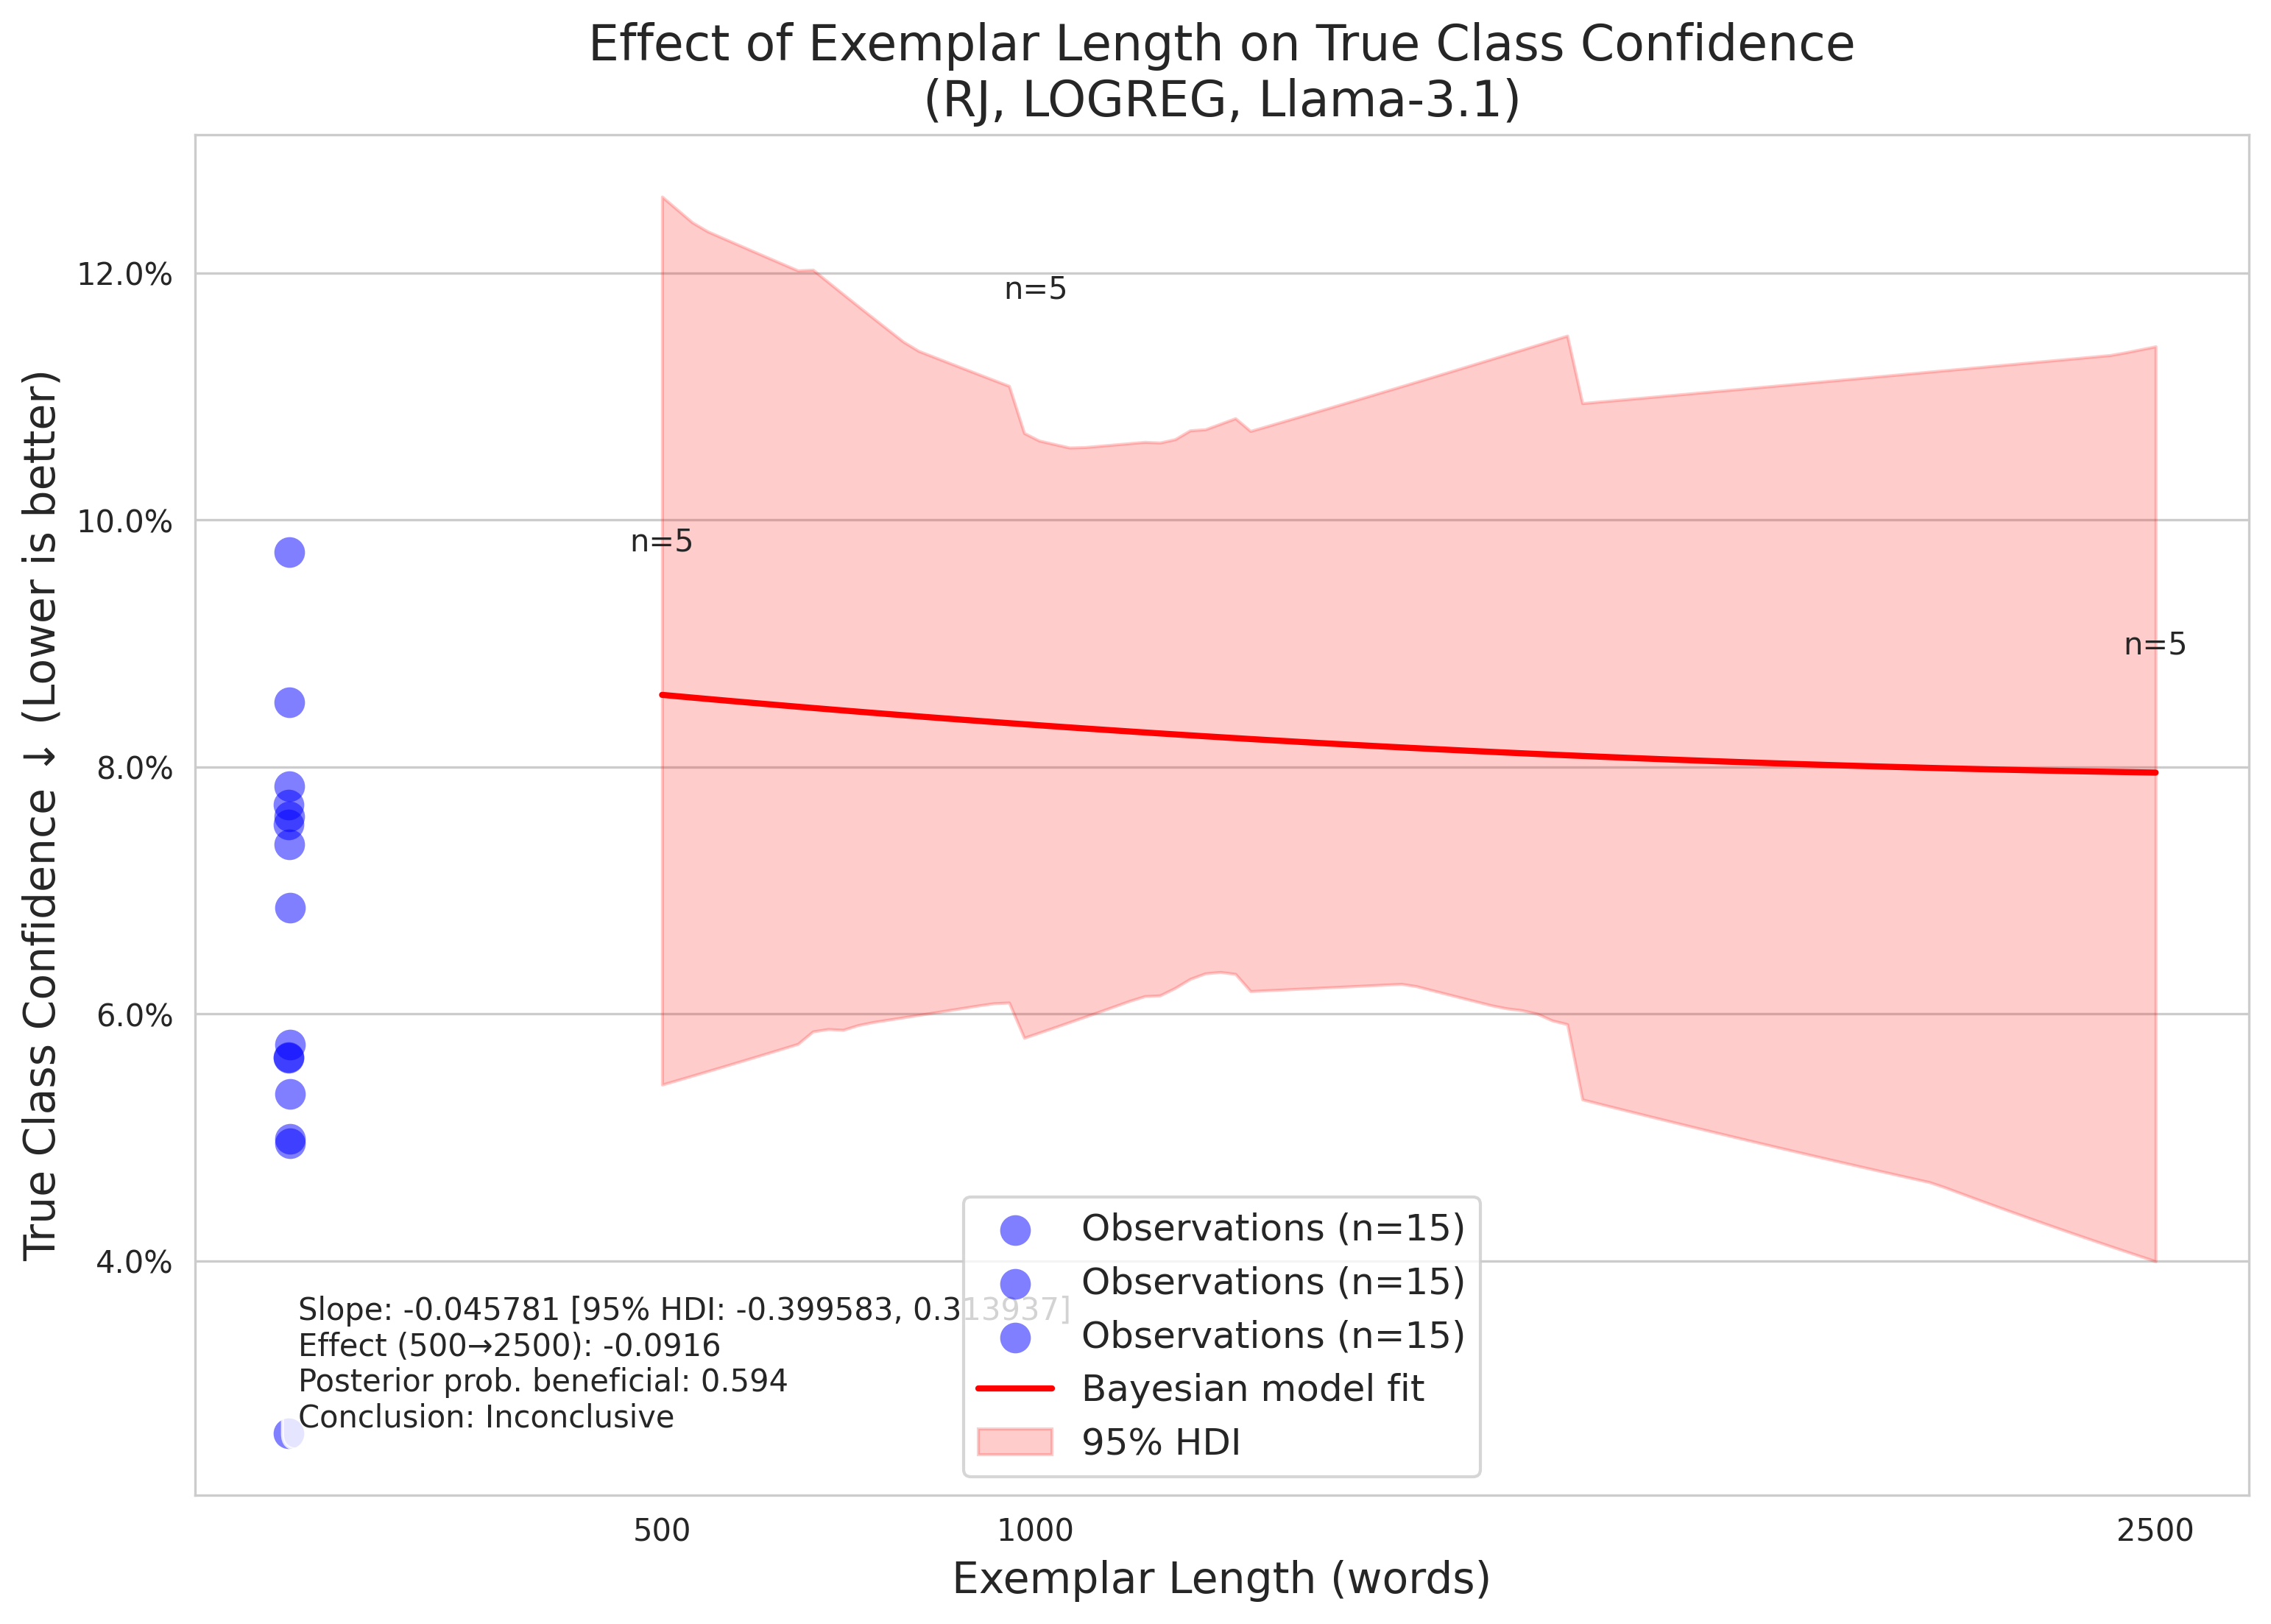 Effect of Exemplar Length on True Class Confidence
(RJ, LOGREG, Llama-3.1)
True Class Confidence ↓ (Lower is better)
12.0%
10.0%
8.0%
6.0%
4.0%
n=5
n=5
n=5
Slope: -0.045781 [95% HDI: -0.399583, 0.313937]
Effect (500→2500): -0.0916
Posterior prob. beneficial: 0.594
Conclusion: Inconclusive
Observations (n=15)
Observations (n=15)
Observations (n=15)
Bayesian model fit
95% HDI
500
1000
2500
Exemplar Length (words)